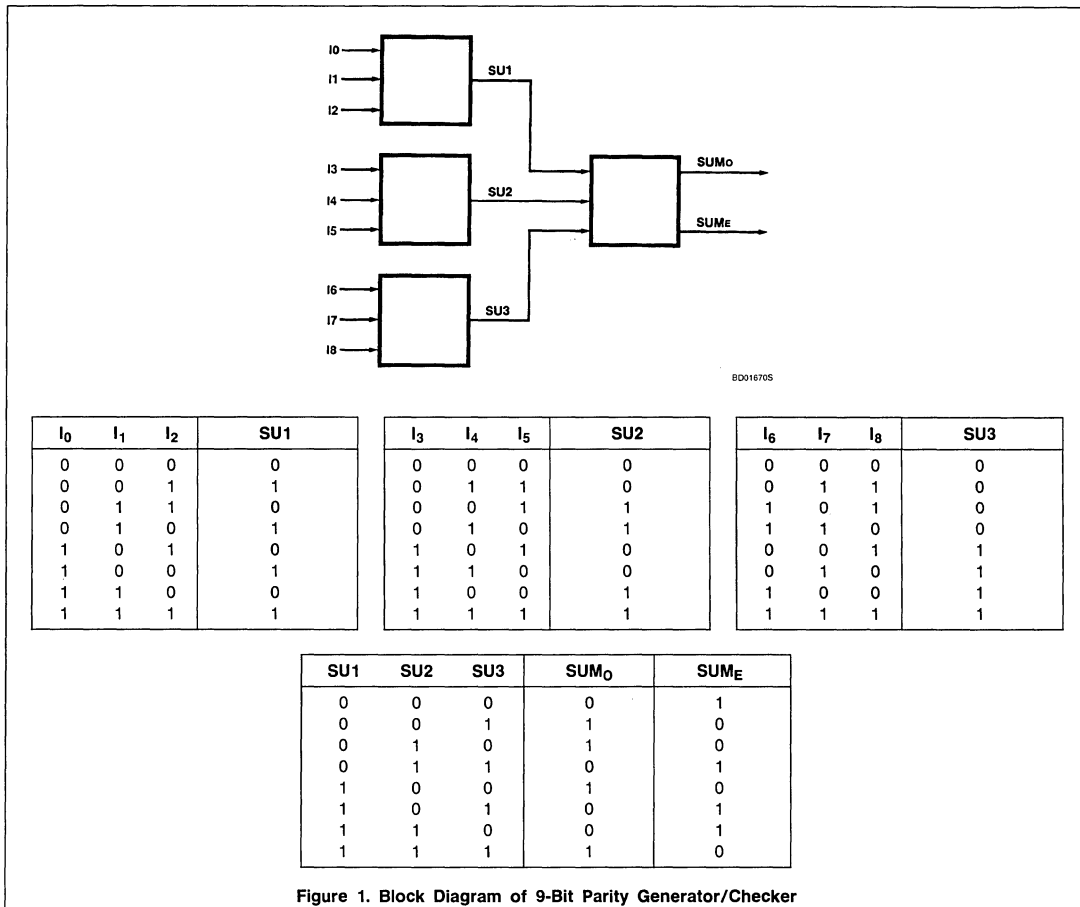 I0
I1
I2
SU1
I3
I4
I5
SU2
I6
I7
I8
SU3
SUMO
SUME
BD01670S
I0 I1 I2 SU1
0 0 0 0
0 0 1 1
0 1 1 0
0 1 0 1
1 0 1 0
1 0 0 1
1 1 0 0
1 1 1 1
I3 I4 I5 SU2
0 0 0 0
0 1 1 0
0 0 1 1
0 1 0 1
1 0 1 0
1 1 0 0
1 0 0 1
1 1 1 1
I6 I7 I8 SU3
0 0 0 0
0 1 1 0
1 0 1 0
1 1 0 0
0 0 1 1
0 1 0 1
1 0 0 1
1 1 1 1
SU1 SU2 SU3 SUMO SUME
0 0 0 0 1
0 0 1 1 0
0 1 0 1 0
0 1 1 0 1
1 0 0 1 0
1 0 1 0 1
1 1 0 0 1
1 1 1 1 0
Figure 1. Block Diagram of 9-Bit Parity Generator/Checker